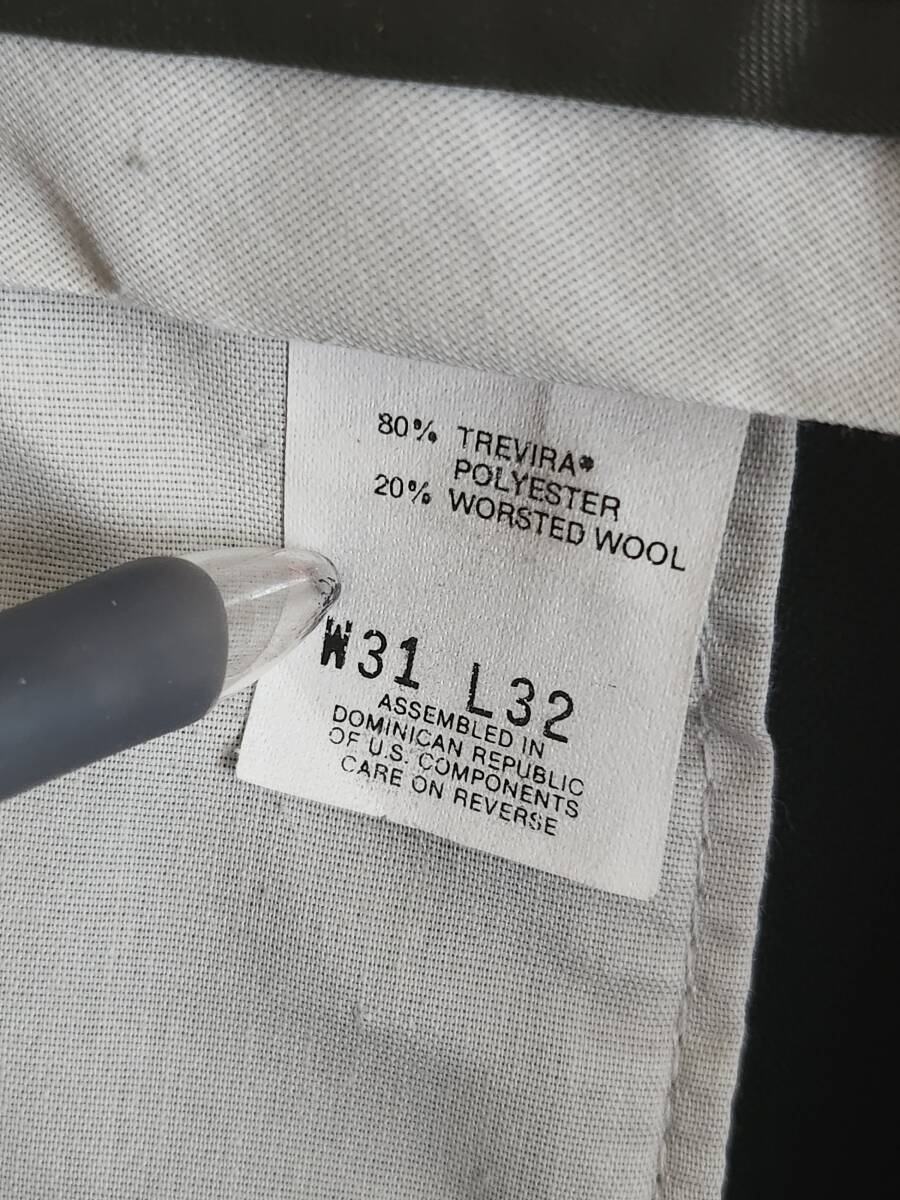 80% TREVIRA®
POLYESTER
20% WORSTED WOOL
W31 L32
ASSEMBLED IN
DOMINICAN REPUBLIC
OF U.S. COMPONENTS
CARE ON REVERSE